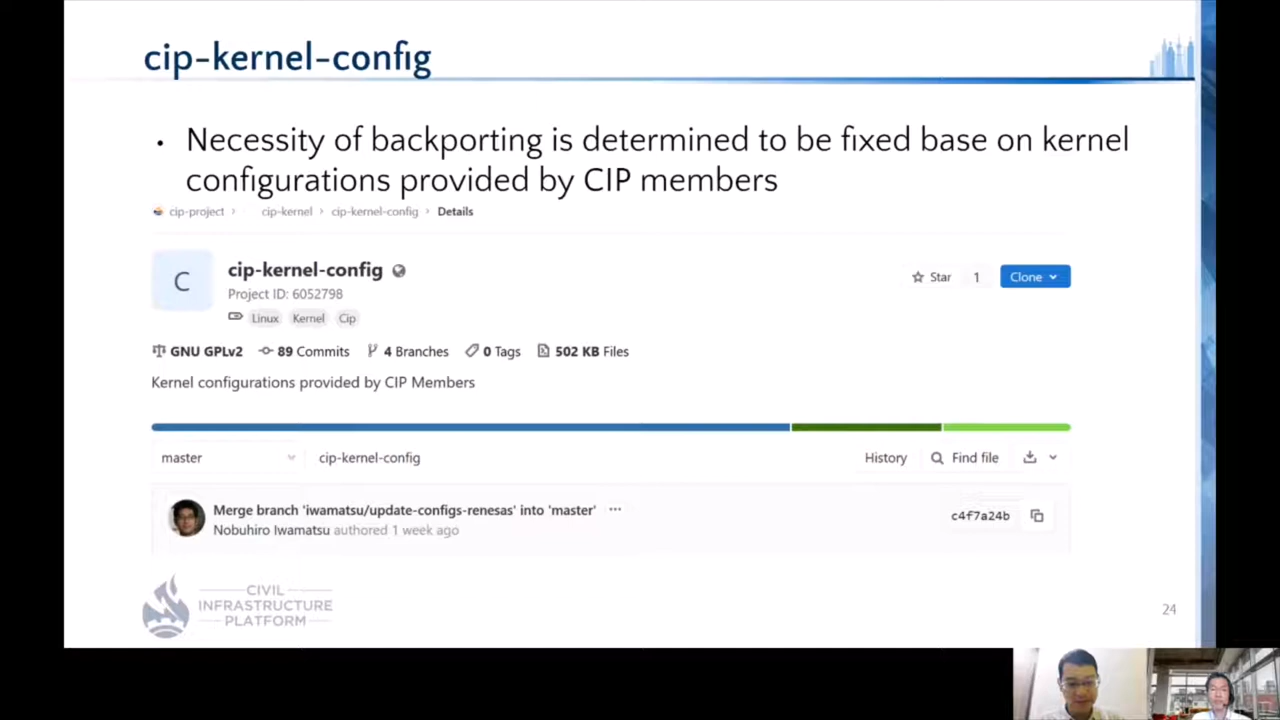 cip-kernel-config
• Necessity of backporting is determined to be fixed base on kernel
configurations provided by CIP members
cip-project › cip-kernel › cip-kernel-config › Details
C
cip-kernel-config
Project ID: 6052798
Linux Kernel Cip
Star 1 Clone
GNU GPLv2 89 Commits 4 Branches 0 Tags 502 KB Files
Kernel configurations provided by CIP Members
master cip-kernel-config History Find file
Merge branch 'iwamatsu/update-configs-renesas' into 'master' ···
Nobuhiro Iwamatsu authored 1 week ago
c4f7a24b
CIVIL
INFRASTRUCTURE
PLATFORM
24